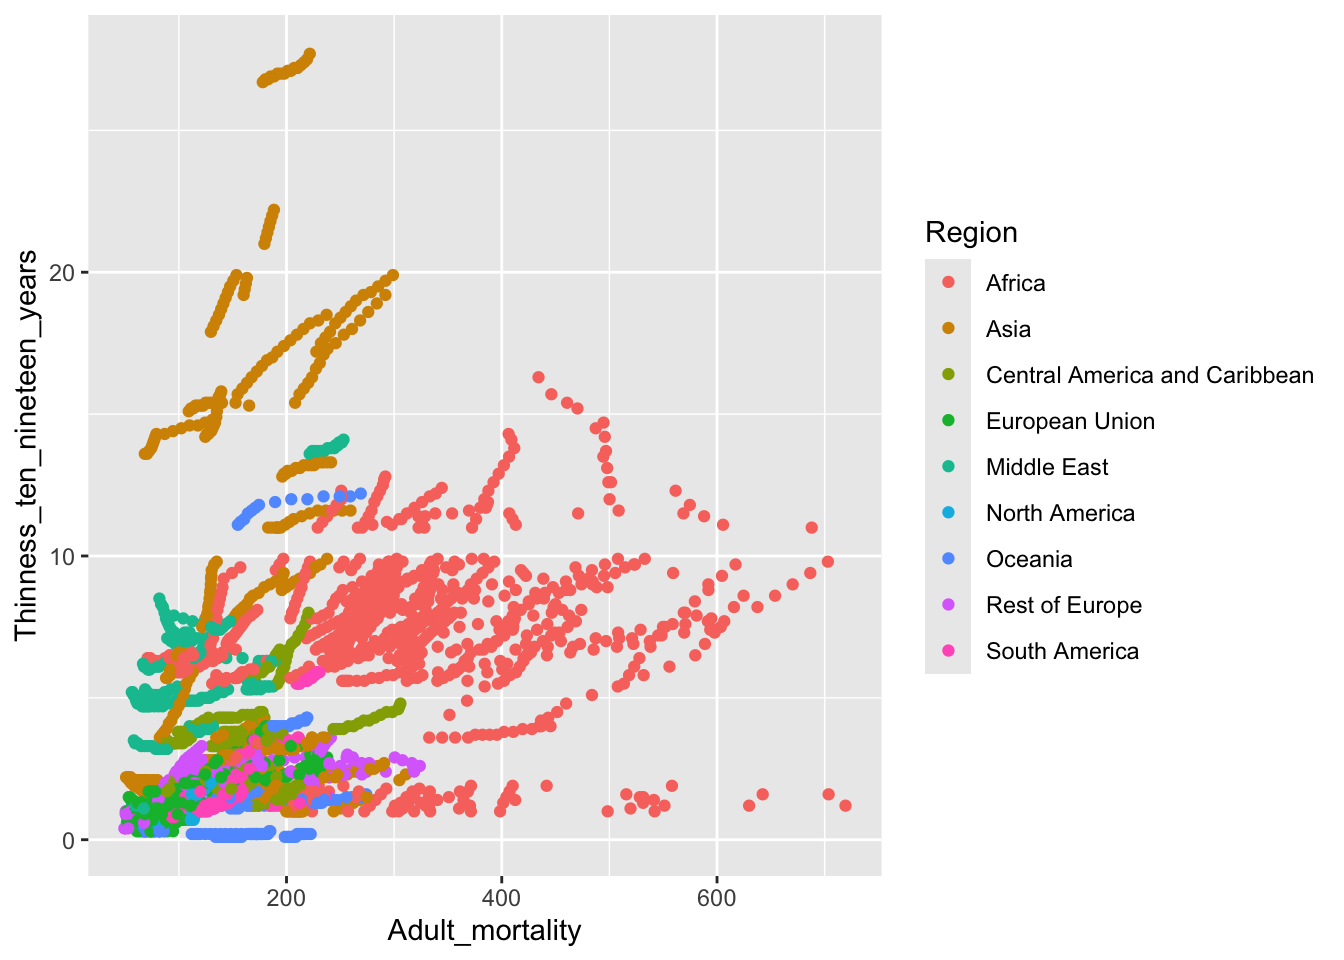 Thinness_ten_nineteen_years
20
10
0
200
400
600
Adult_mortality
Region
Africa
Asia
Central America and Caribbean
European Union
Middle East
North America
Oceania
Rest of Europe
South America